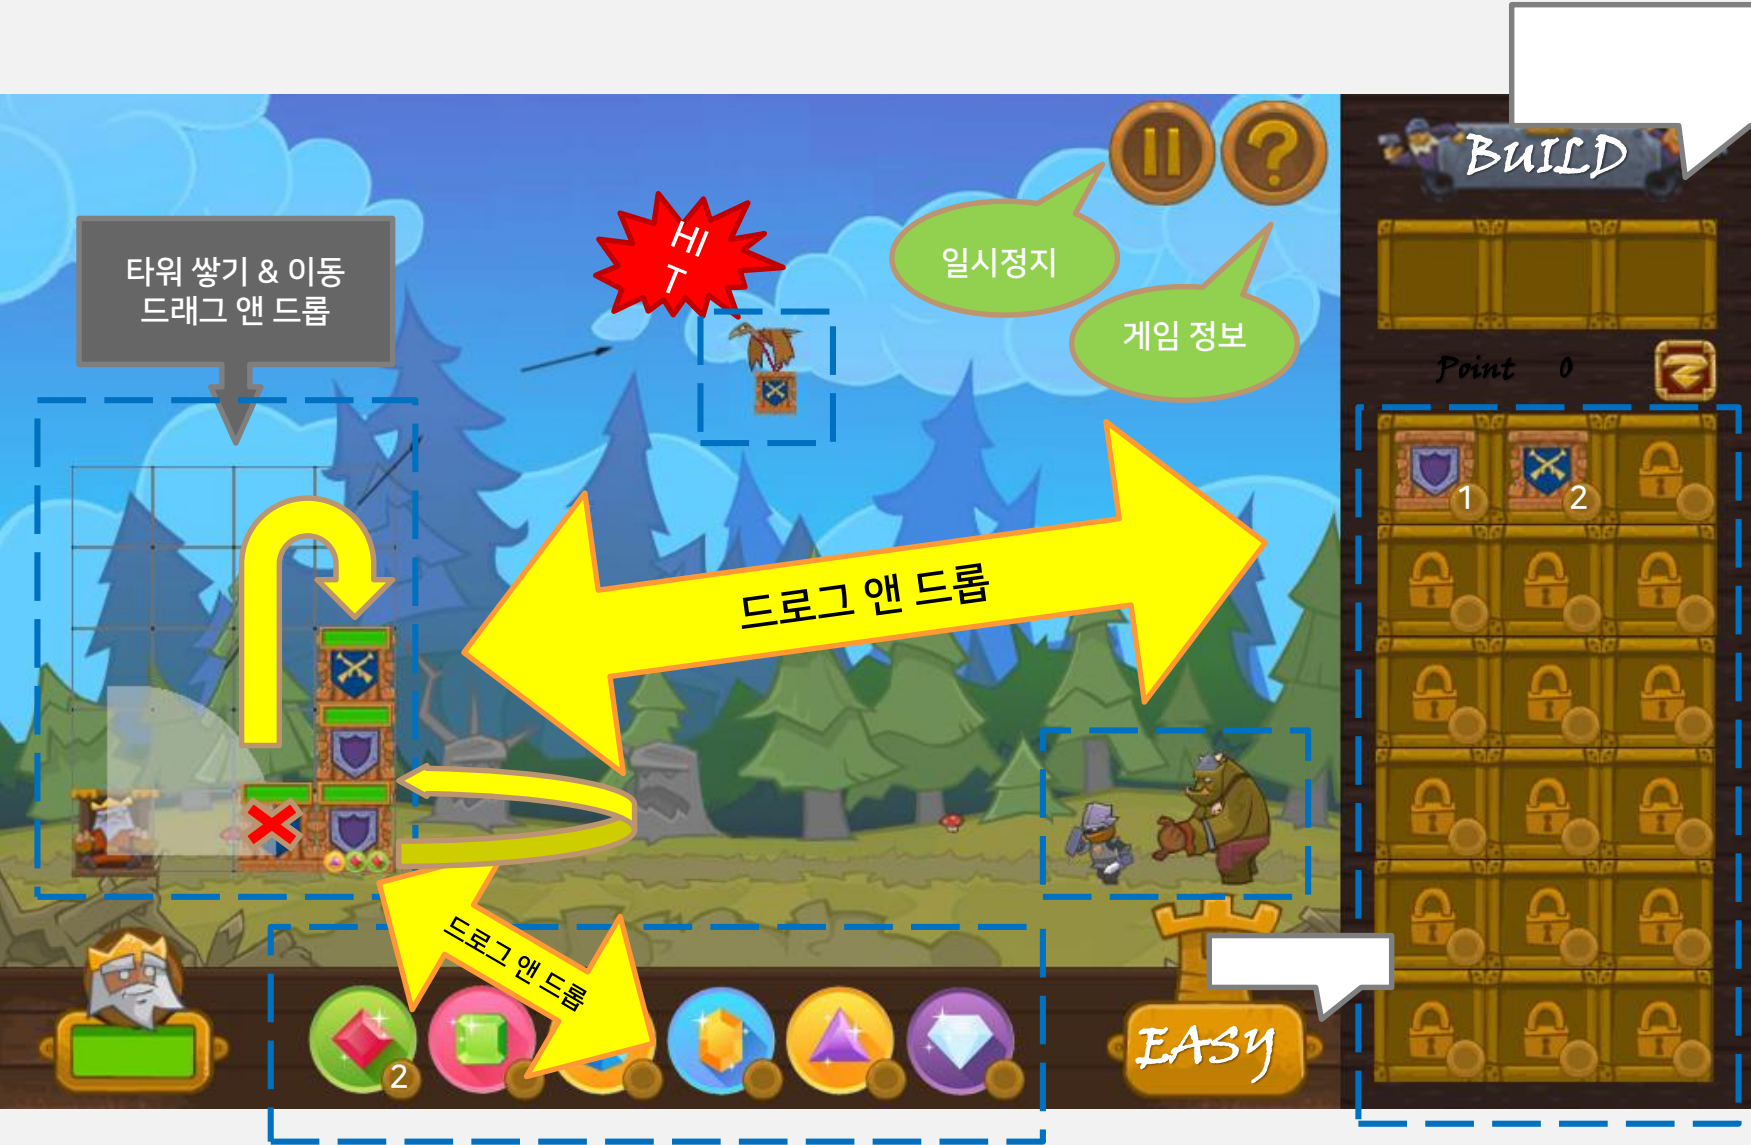 BUILD
타워 쌓기 & 이동
드래그 앤 드롭
히
T
일시정지
게임 정보
Point 0
1
2
드로그 앤 드롭
드로그 앤 드롭
2
EASY